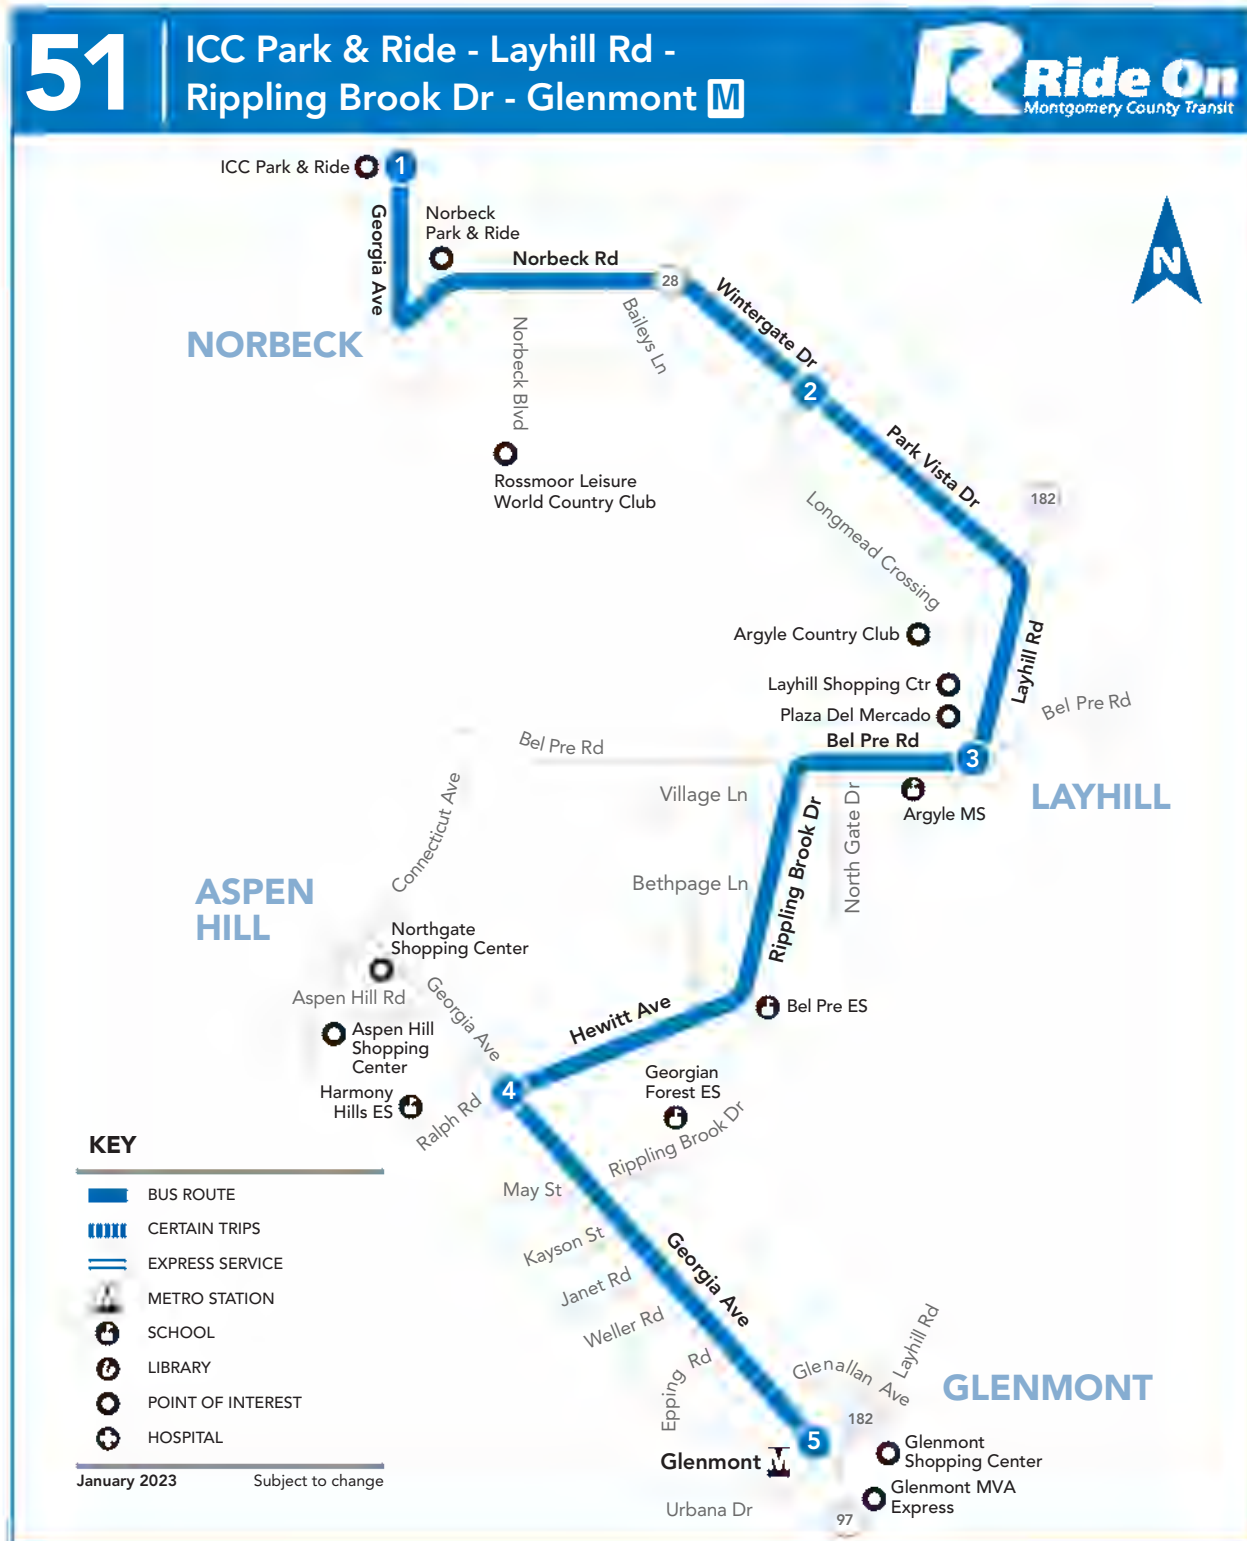 51
ICC Park & Ride - Layhill Rd -
Rippling Brook Dr - Glenmont M
Ride On
Montgomery County Transit
ICC Park & Ride
1
Georgia Ave
Norbeck
Park & Ride
Norbeck Rd
28
N
NORBECK
Norbeck Blvd
Baileys Ln
Wintergate Dr
2
Park Vista Dr
Rossmoor Leisure
World Country Club
182
Longmead Crossing
Argyle Country Club
Layhill Rd
Layhill Shopping Ctr
Plaza Del Mercado
Bel Pre Rd
Bel Pre Rd
Bel Pre Rd
3
LAYHILL
Village Ln
Argyle MS
Connecticut Ave
Rippling Brook Dr
North Gate Dr
Bethpage Ln
ASPEN
HILL
Northgate
Shopping Center
Aspen Hill Rd
Georgia Ave
Hewitt Ave
Bel Pre ES
Aspen Hill
Shopping
Center
Harmony
Hills ES
Ralph Rd
4
Georgian
Forest ES
Rippling Brook Dr
May St
Kayson St
Janet Rd
Weller Rd
Georgia Ave
Epping Rd
Glenallan Ave
Layhill Rd
GLENMONT
182
5
Glenmont M
Glenmont
Shopping Center
Glenmont MVA
Express
Urbana Dr
97
KEY
BUS ROUTE
CERTAIN TRIPS
EXPRESS SERVICE
M METRO STATION
SCHOOL
LIBRARY
POINT OF INTEREST
HOSPITAL
January 2023 Subject to change